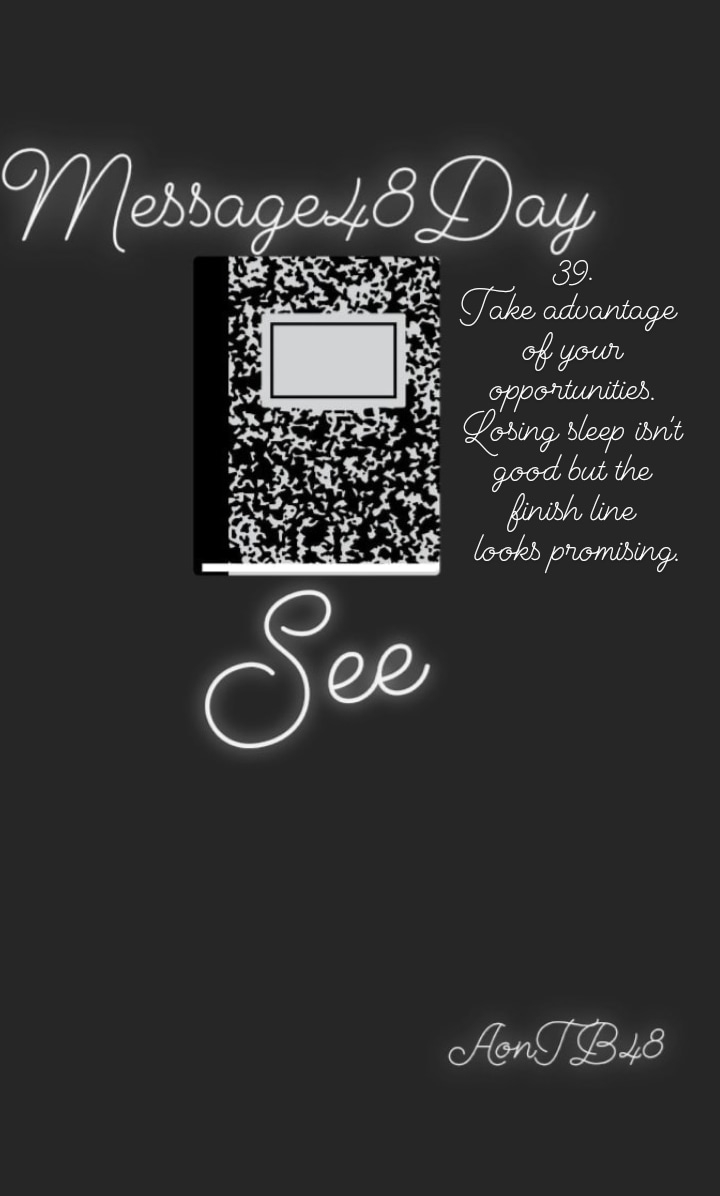 Message48Day
39.
Take advantage
of your
opportunities.
Losing sleep isn't
good but the
finish line
looks promising.
See
AonTB48